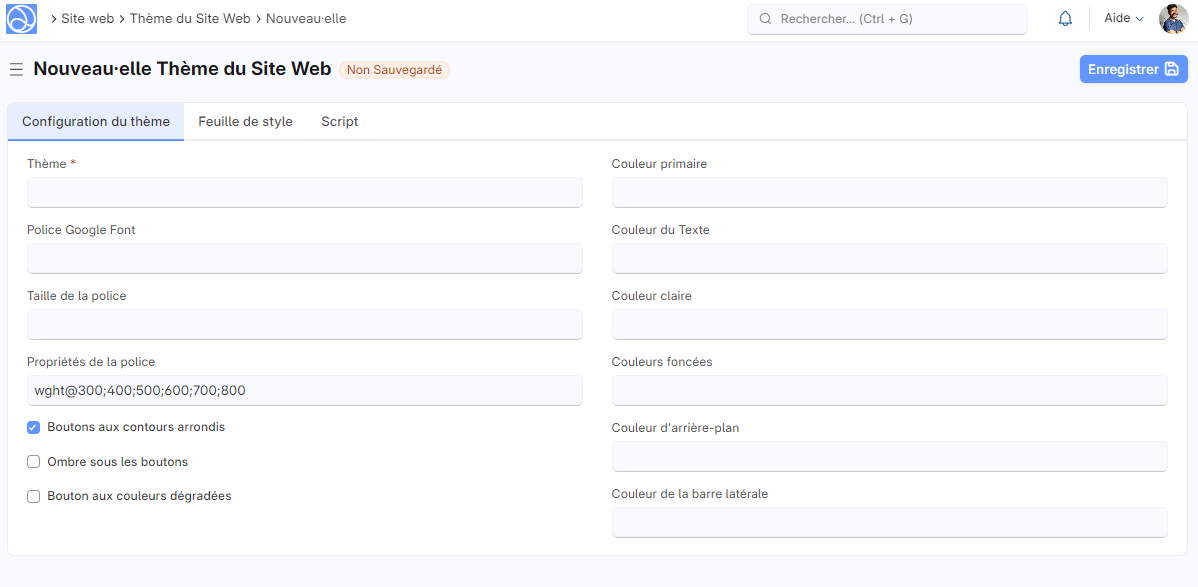 Site web
Thème du Site Web
Nouveau·elle
Rechercher... (Ctrl + G)
Aide
Nouveau·elle Thème du Site Web
Non Sauvegardé
Enregistrer
Configuration du thème
Feuille de style
Script
Thème *
Police Google Font
Taille de la police
Propriétés de la police
wght@300;400;500;600;700;800
Boutons aux contours arrondis
Ombre sous les boutons
Bouton aux couleurs dégradées
Couleur primaire
Couleur du Texte
Couleur claire
Couleurs foncées
Couleur d'arrière-plan
Couleur de la barre latérale